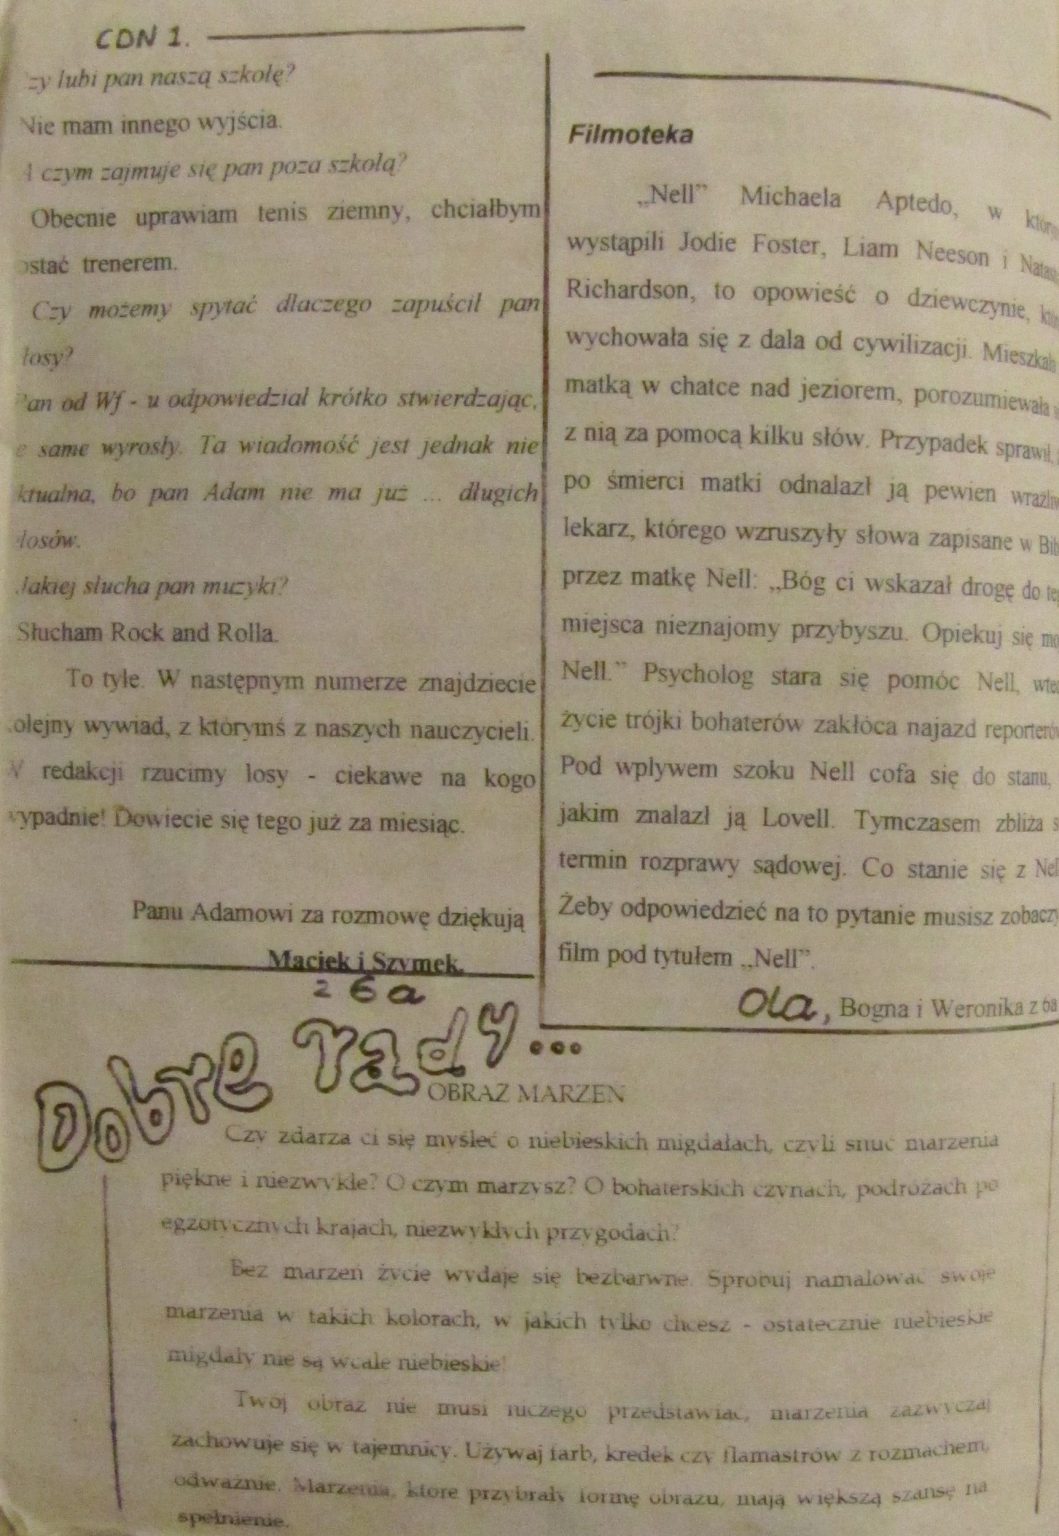 CDN 1.
zy lubi pan naszą szkołę?
Nie mam innego wyjścia.
I czym zajmuje się pan poza szkołą?
Obecnie uprawiam tenis ziemny, chciałbym
ostać trenerem.
Czy możemy spytać dlaczego zapuścił pan
łosy?
Pan od Wf - u odpowiedział krótko stwierdzając,
e same wyrosły. Ta wiadomość jest jednak nie
ktualna, bo pan Adam nie ma już ... długich
łosów.
Jakiej słucha pan muzyki?
Słucham Rock and Rolla.
To tyle. W następnym numerze znajdziecie
olejny wywiad, z którymś z naszych nauczycieli.
W redakcji rzucimy losy - ciekawe na kogo
wypadnie! Dowiecie się tego już za miesiąc.
Panu Adamowi za rozmowę dziękują
Maciek i Szymek.
z 6a
Filmoteka
„Nell” Michaela Aptedo, w któr
wystąpili Jodie Foster, Liam Neeson i Natas
Richardson, to opowieść o dziewczynie, któ
wychowała się z dala od cywilizacji. Mieszkała
matką w chatce nad jeziorem, porozumiewała
z nią za pomocą kilku słów. Przypadek sprawił,
po śmierci matki odnalazł ją pewien wrażliw
lekarz, którego wzruszyły słowa zapisane w Bib
przez matkę Nell: „Bóg ci wskazał drogę do te
miejsca nieznajomy przybyszu. Opiekuj się mo
Nell.” Psycholog stara się pomóc Nell, wte
życie trójki bohaterów zakłóca najazd reporteró
Pod wpływem szoku Nell cofa się do stanu,
jakim znalazł ją Lovell. Tymczasem zbliża s
termin rozprawy sądowej. Co stanie się z Nel
Żeby odpowiedzieć na to pytanie musisz zobaczy
film pod tytułem „Nell”.
Ola, Bogna i Weronika z 6a
Dobre rady...
OBRAZ MARZEŃ
Czy zdarza ci się myśleć o niebieskich migdałach, czyli snuć marzenia
piękne i niezwykłe? O czym marzysz? O bohaterskich czynach, podróżach po
egzotycznych krajach, niezwykłych przygodach?
Bez marzeń życie wydaje się bezbarwne. Spróbuj namalować swoje
marzenia w takich kolorach, w jakich tylko chcesz - ostatecznie niebieskie
migdały nie są wcale niebieskie!
Twój obraz nie musi niczego przedstawiać, marzenia zazwyczaj
zachowuje się w tajemnicy. Używaj farb, kredek czy flamastrów z rozmachem,
odważnie. Marzenia, które przybrały formę obrazu, mają większą szansę na
spełnienie.